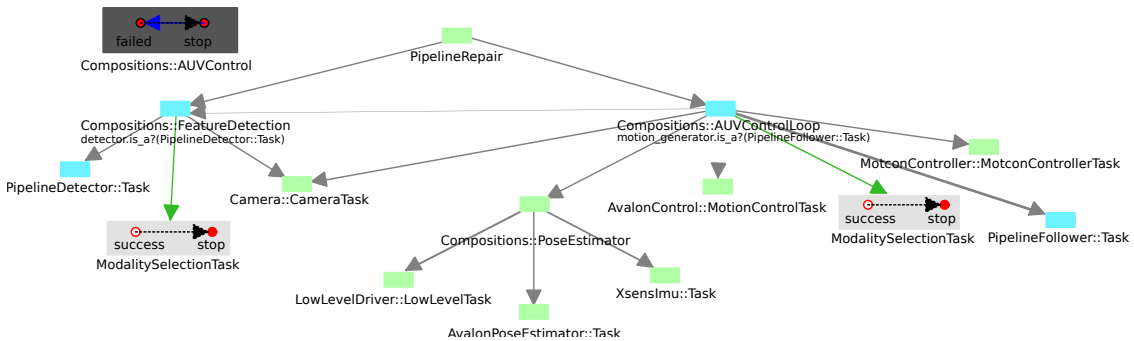 failed stop
Compositions::AUVControl
PipelineRepair
Compositions::FeatureDetection
detector.is_a?(PipelineDetector::Task)
Compositions::AUVControlLoop
motion_generator.is_a?(PipelineFollower::Task)
MotconController::MotconControllerTask
PipelineDetector::Task
Camera::CameraTask
AvalonControl::MotionControlTask
success stop
ModalitySelectionTask
success stop
ModalitySelectionTask
PipelineFollower::Task
Compositions::PoseEstimator
LowLevelDriver::LowLevelTask
XsensImu::Task
AvalonPoseEstimator::Task